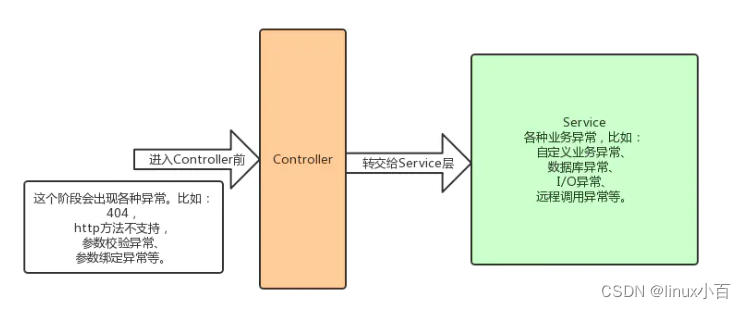 进入Controller前
这个阶段会出现各种异常。比如：
404，
http方法不支持，
参数校验异常、
参数绑定异常等。
Controller
转交给Service层
Service
各种业务异常，比如：
自定义业务异常、
数据库异常、
I/O异常、
远程调用异常等。
CSDN @linux小百